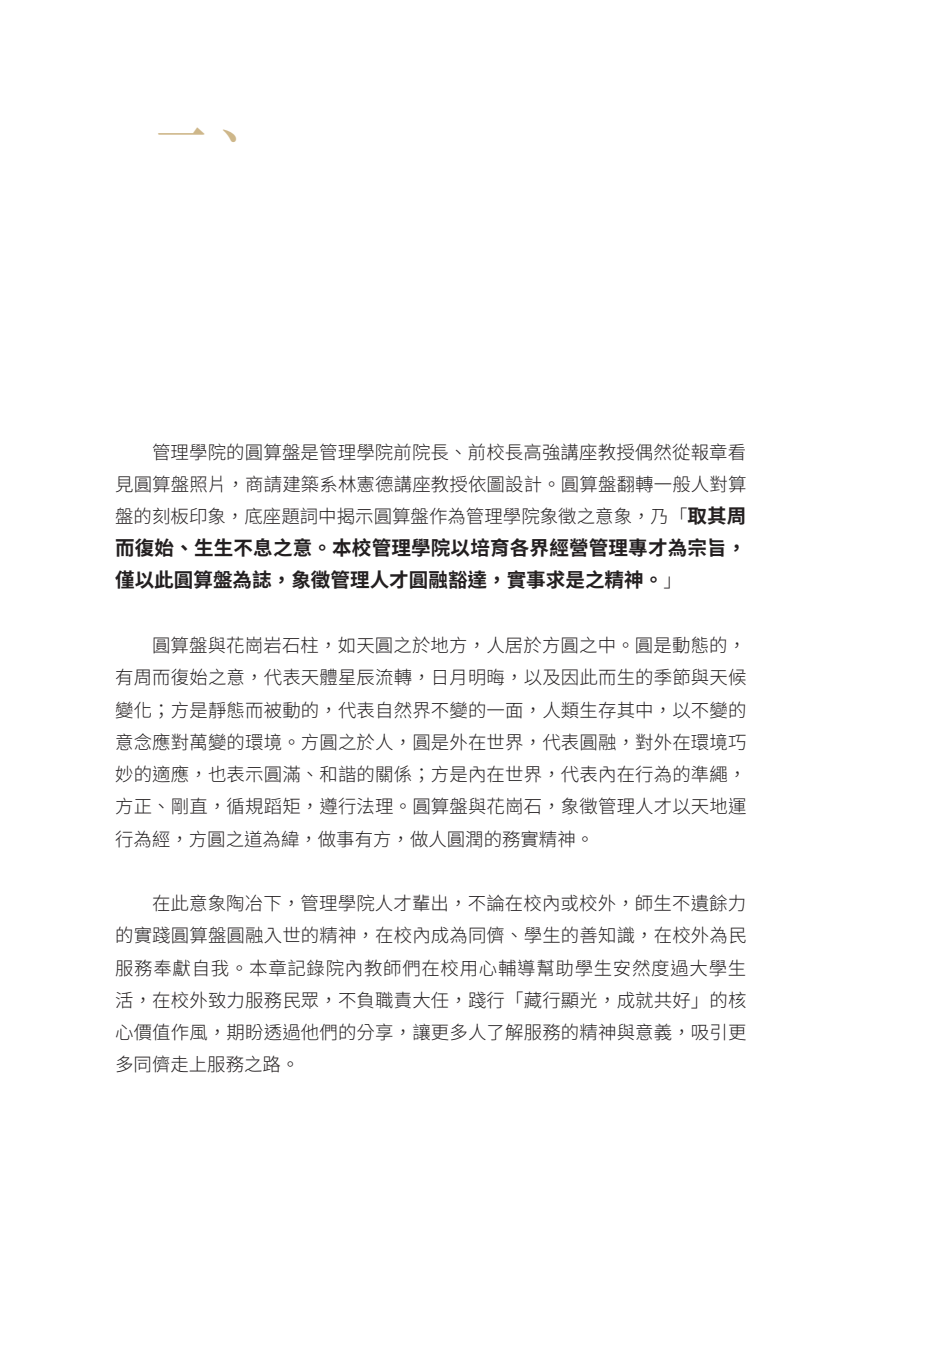 一、
管理學院的圓算盤是管理學院前院長、前校長高強講座教授偶然從報章看
見圓算盤照片，商請建築系林憲德講座教授依圖設計。圓算盤翻轉一般人對算
盤的刻板印象，底座題詞中揭示圓算盤作為管理學院象徵之意象，乃「取其周
而復始、生生不息之意。本校管理學院以培育各界經營管理專才為宗旨，
僅以此圓算盤為誌，象徵管理人才圓融豁達，實事求是之精神。」
圓算盤與花崗岩石柱，如天圓之於地方，人居於方圓之中。圓是動態的，
有周而復始之意，代表天體星辰流轉，日月明晦，以及因此而生的季節與天候
變化；方是靜態而被動的，代表自然界不變的一面，人類生存其中，以不變的
意念應對萬變的環境。方圓之於人，圓是外在世界，代表圓融，對外在環境巧
妙的適應，也表示圓滿、和諧的關係；方是內在世界，代表內在行為的準繩，
方正、剛直，循規蹈矩，遵行法理。圓算盤與花崗石，象徵管理人才以天地運
行為經，方圓之道為緯，做事有方，做人圓潤的務實精神。
在此意象陶冶下，管理學院人才輩出，不論在校內或校外，師生不遺餘力
的實踐圓算盤圓融入世的精神，在校內成為同儕、學生的善知識，在校外為民
服務奉獻自我。本章記錄院內教師們在校用心輔導幫助學生安然度過大學生
活，在校外致力服務民眾，不負職責大任，踐行「藏行顯光，成就共好」的核
心價值作風，期盼透過他們的分享，讓更多人了解服務的精神與意義，吸引更
多同儕走上服務之路。